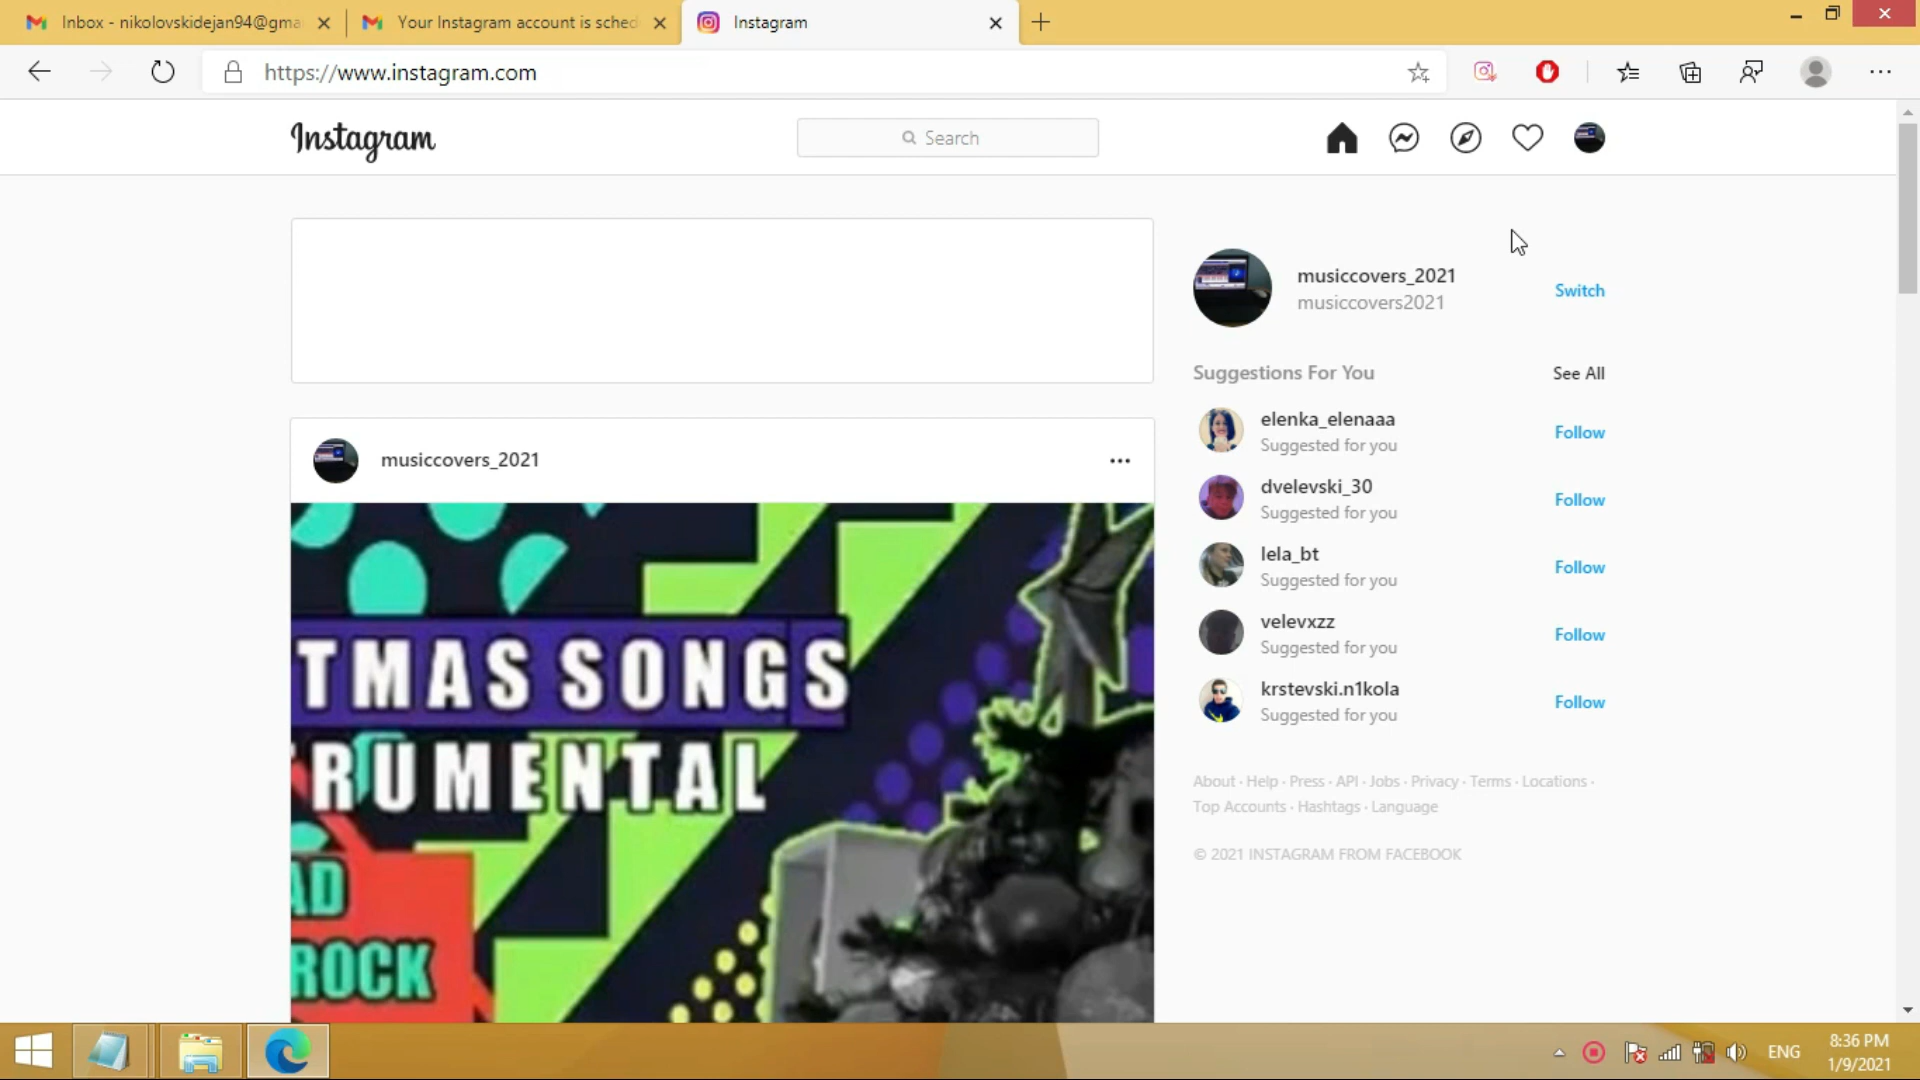 Inbox - nikolovskidejan94@gma
Your Instagram account is sched
Instagram
https://www.instagram.com
Instagram
Search
musiccovers_2021
musiccovers2021
Switch
Suggestions For You
See All
elenka_elenaaa
Suggested for you
Follow
dvelevski_30
Suggested for you
Follow
lela_bt
Suggested for you
Follow
velevxzz
Suggested for you
Follow
krstevski.n1kola
Suggested for you
Follow
About · Help · Press · API · Jobs · Privacy · Terms · Locations ·
Top Accounts · Hashtags · Language
© 2021 INSTAGRAM FROM FACEBOOK
musiccovers_2021
TMAS SONGS
RUMENTAL
AD
ROCK
ENG
8:36 PM
1/9/2021